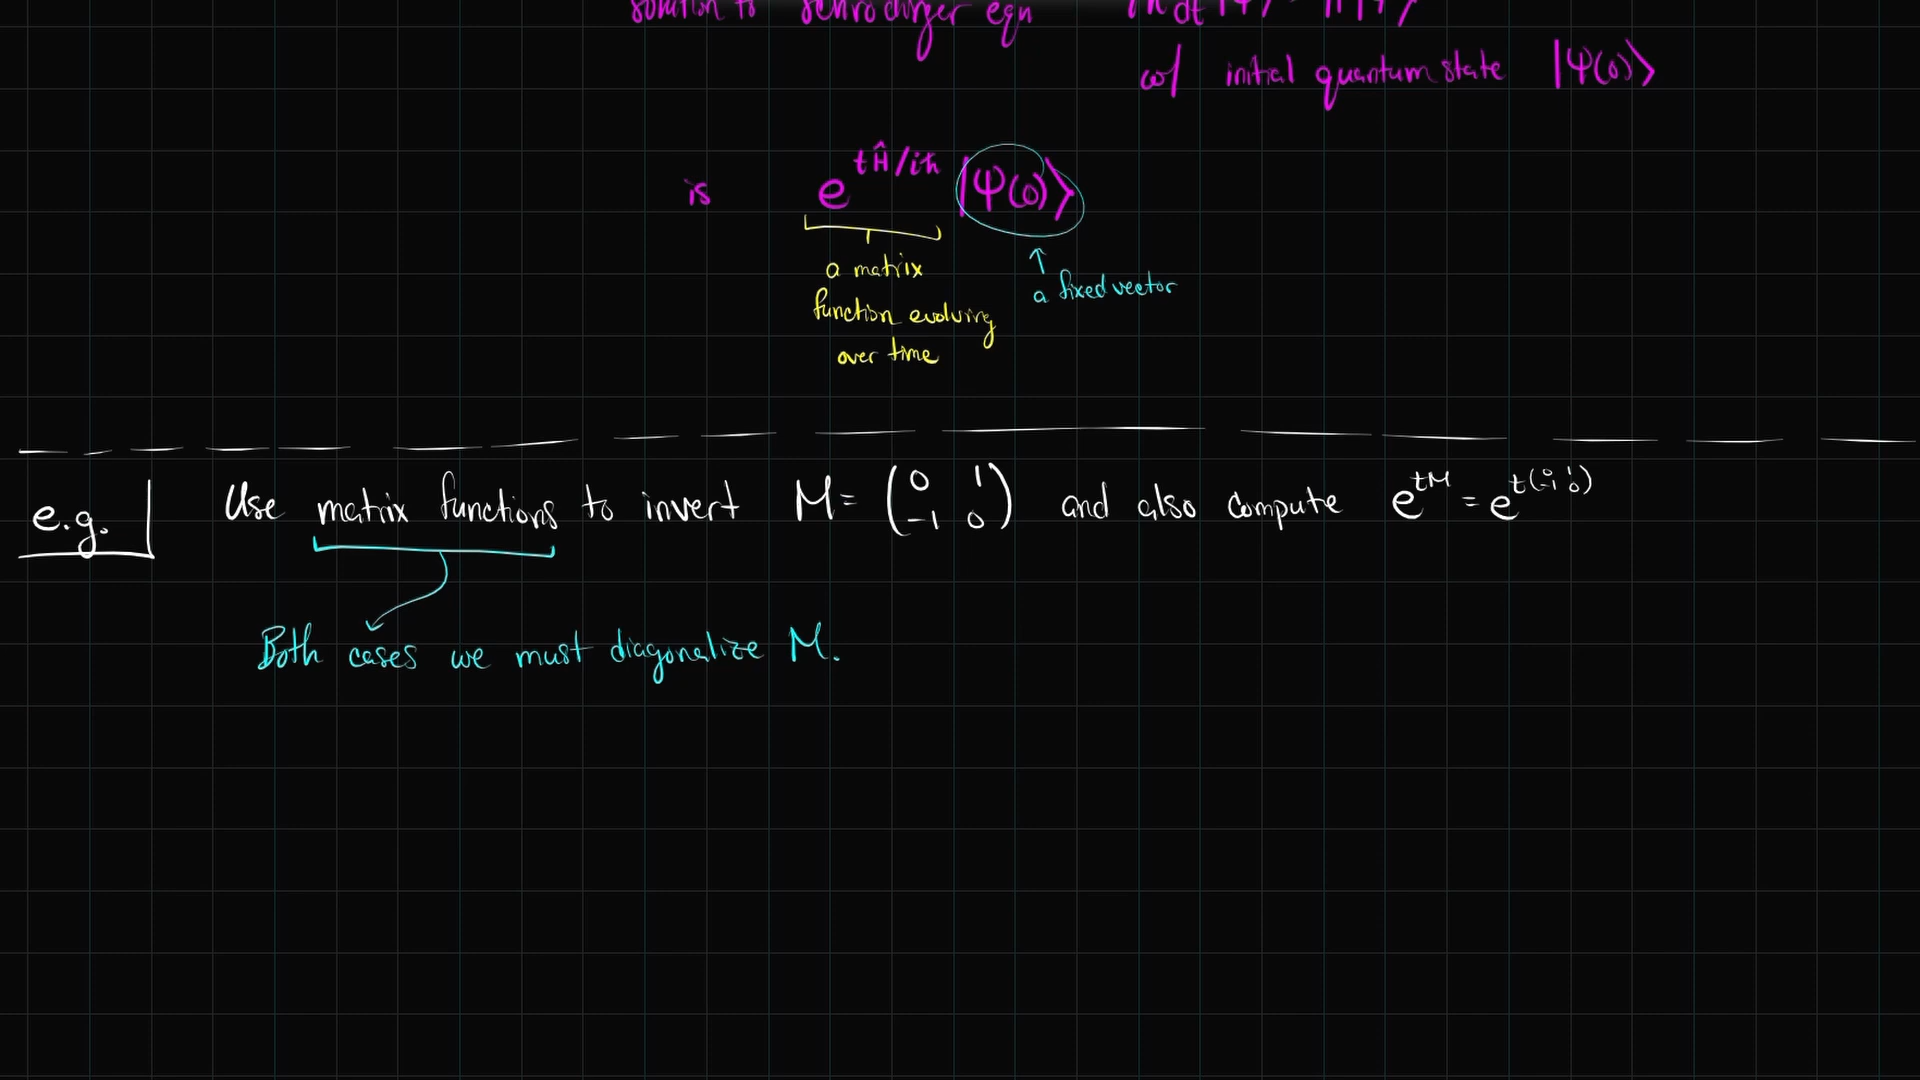 solution to Schrodinger eqn iħ d/dt |Ψ⟩ = Ĥ|Ψ⟩
w/ initial quantum state |Ψ(0)⟩
is e^{tĤ/iħ} |Ψ(0)⟩
a matrix
function evolving
over time
↑
a fixed vector
e.g. Use matrix functions to invert M = (0 1; -1 0) and also compute e^{tM} = e^{t(0 1; -1 0)}
Both cases we must diagonalize M.